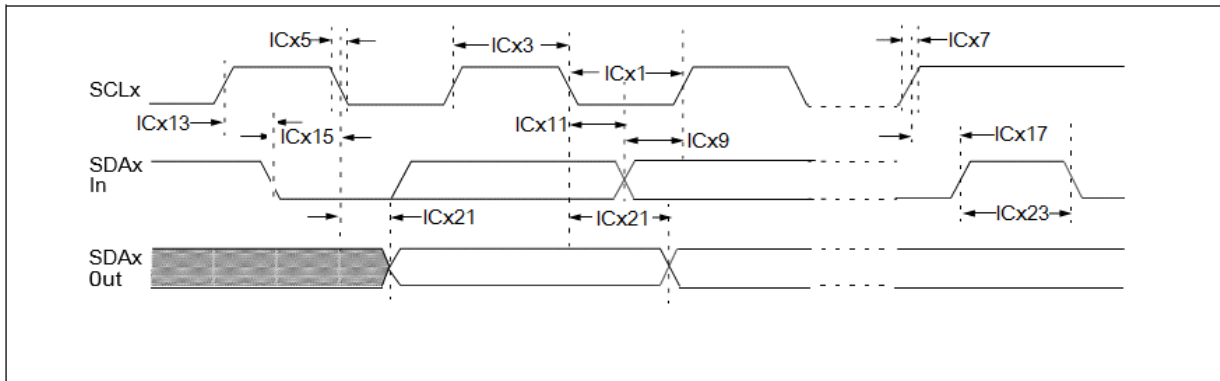 ICx5
ICx3
ICx7
ICx1
SCLx
ICx13
ICx15
ICx11
ICx9
ICx17
SDAx
In
ICx21
ICx21
ICx23
SDAx
Out